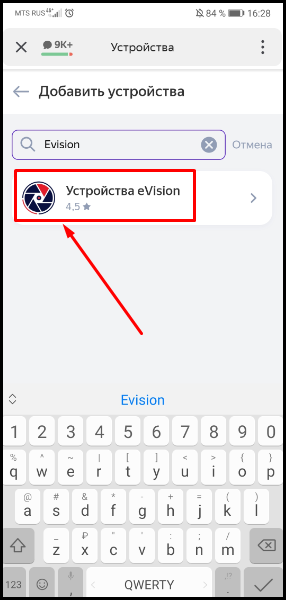 MTS RUS 84 % 16:28
9K+ Устройства
Добавить устройства
Evision Отмена
Устройства eVision
4,5
Evision
1 2 3 4 5 6 7 8 9 0
% ^ ~ | [ ] < > { }
q w e r t y u i o p
@ # & * - + = ( )
a s d f g h j k l
_ ₽ " ' : ; /
z x c v b n m
123 , QWERTY .